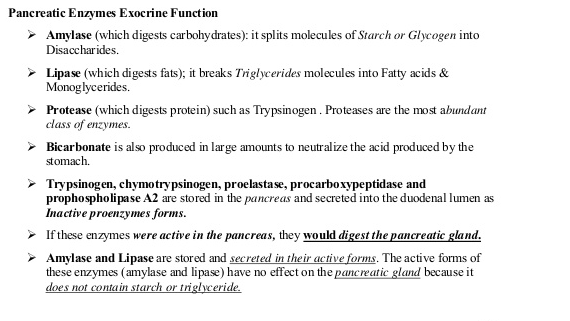 Pancreatic Enzymes Exocrine Function
➢ Amylase (which digests carbohydrates): it splits molecules of Starch or Glycogen into
Disaccharides.
➢ Lipase (which digests fats); it breaks Triglycerides molecules into Fatty acids &
Monoglycerides.
➢ Protease (which digests protein) such as Trypsinogen . Proteases are the most abundant
class of enzymes.
➢ Bicarbonate is also produced in large amounts to neutralize the acid produced by the
stomach.
➢ Trypsinogen, chymotrypsinogen, proelastase, procarboxypeptidase and
prophospholipase A2 are stored in the pancreas and secreted into the duodenal lumen as
Inactive proenzymes forms.
➢ If these enzymes were active in the pancreas, they would digest the pancreatic gland.
➢ Amylase and Lipase are stored and secreted in their active forms. The active forms of
these enzymes (amylase and lipase) have no effect on the pancreatic gland because it
does not contain starch or triglyceride.